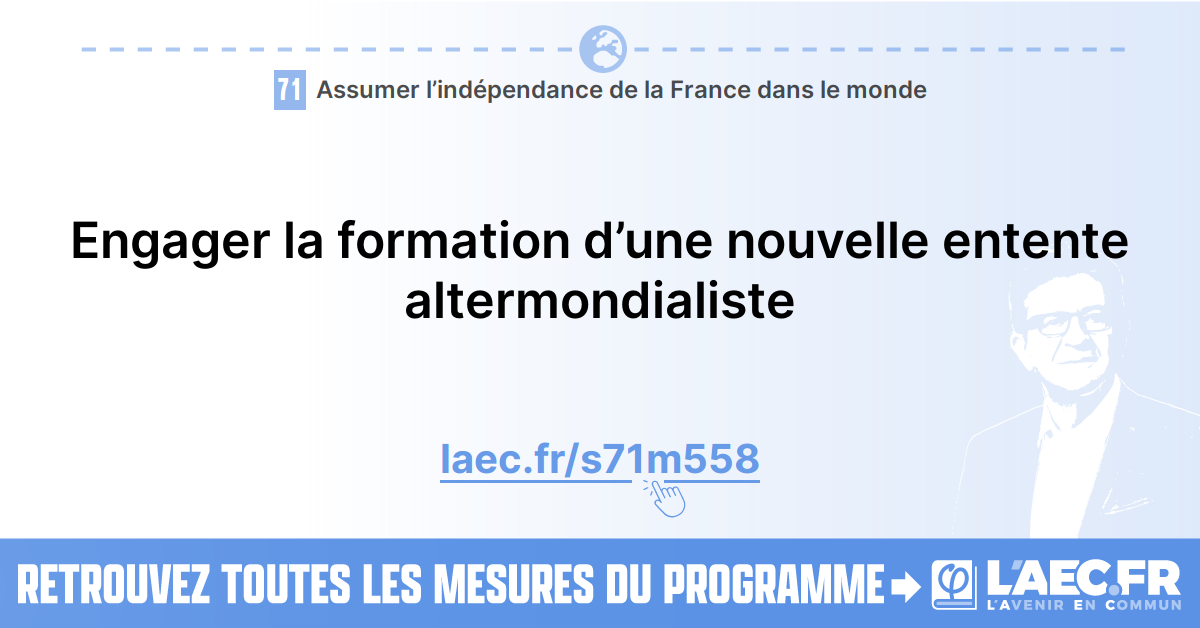 71 Assumer l’indépendance de la France dans le monde
Engager la formation d’une nouvelle entente
altermondialiste
laec.fr/s71m558
RETROUVEZ TOUTES LES MESURES DU PROGRAMME
L'AEC.FR
L'AVENIR EN COMMUN